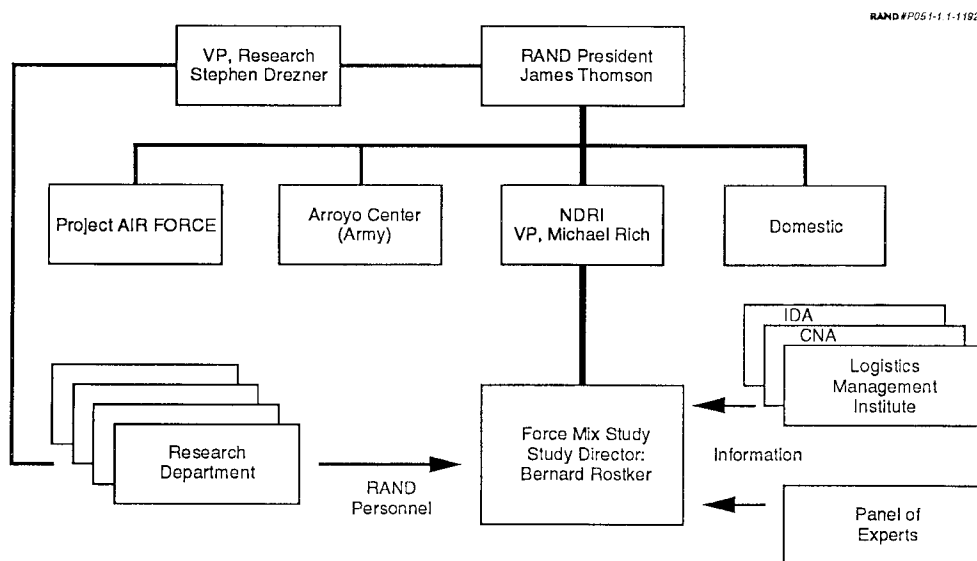 RAND#P051-1.1-1192
VP, Research
Stephen Drezner
RAND President
James Thomson
Project AIR FORCE
Arroyo Center
(Army)
NDRI
VP, Michael Rich
Domestic
IDA
CNA
Logistics
Management
Institute
Research
Department
RAND
Personnel
Force Mix Study
Study Director:
Bernard Rostker
Information
Panel of
Experts